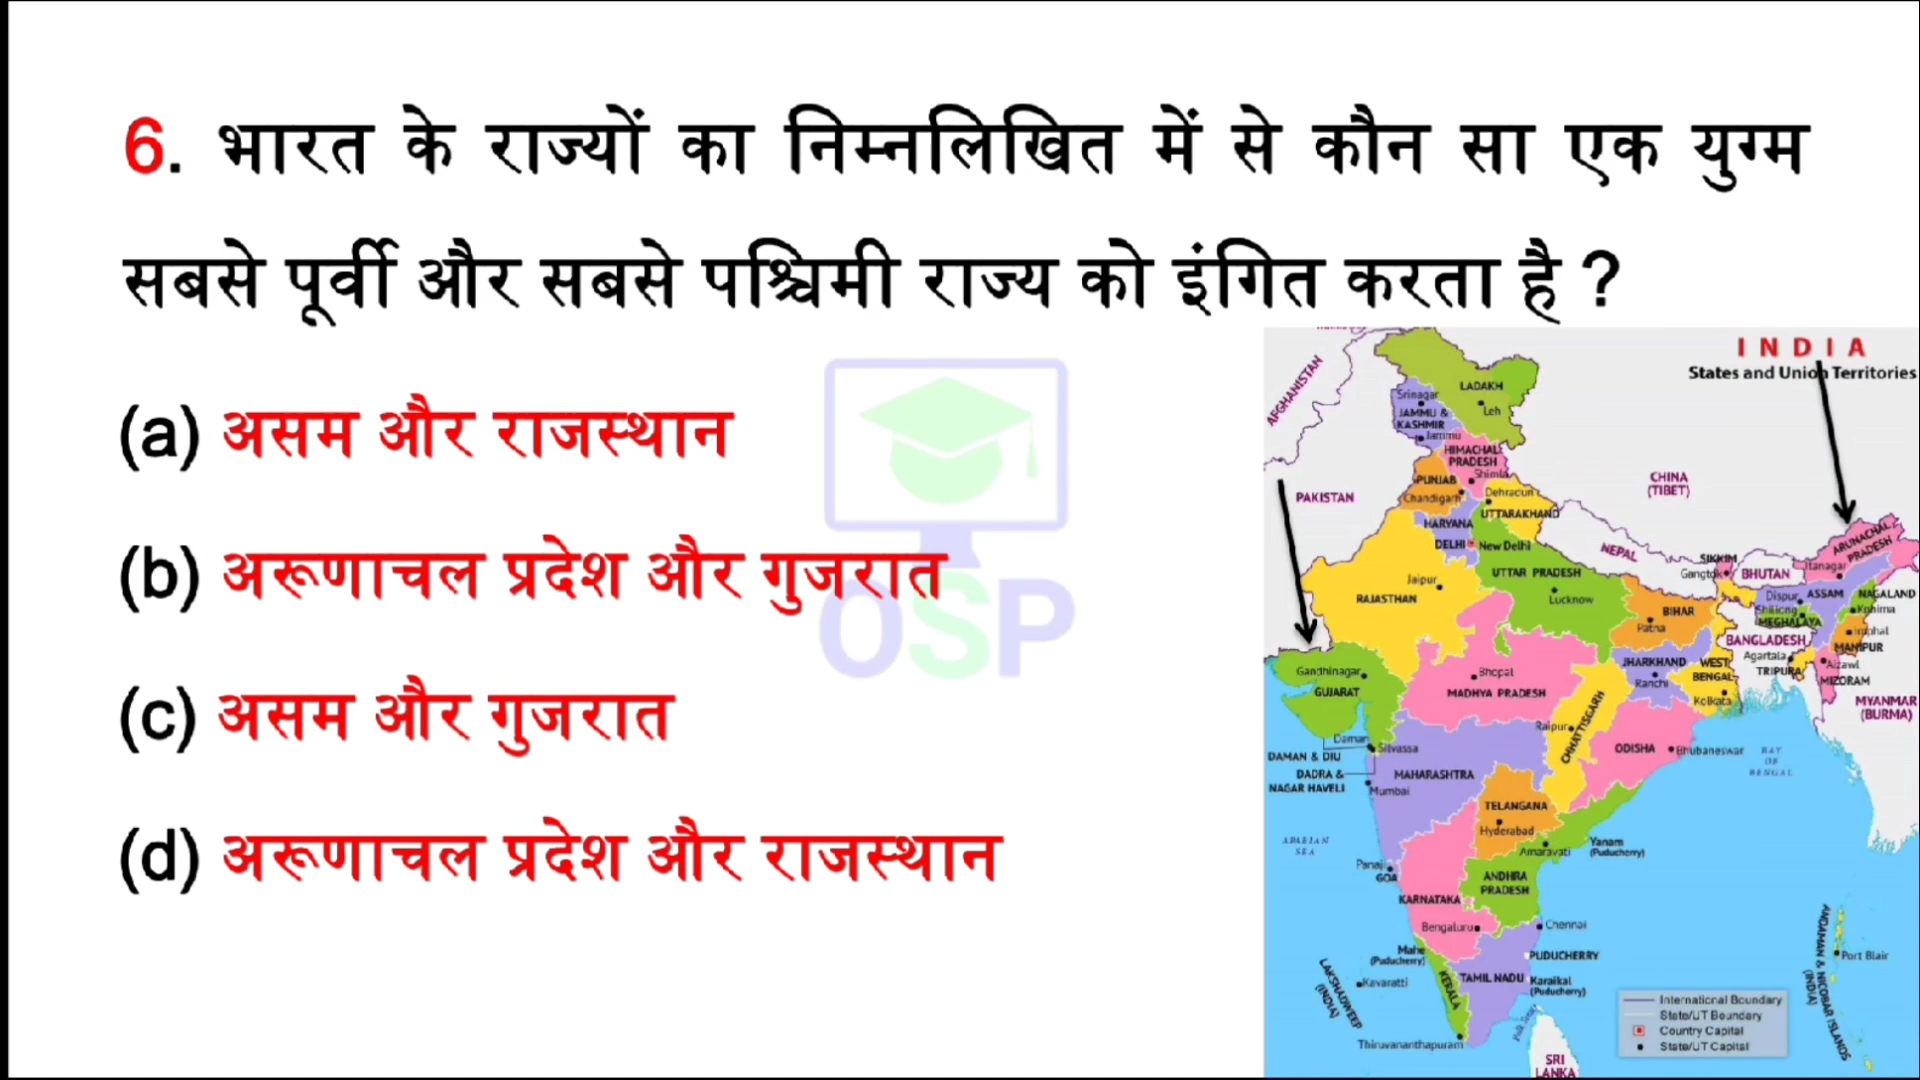 6. भारत के राज्यों का निम्नलिखित में से कौन सा एक युग्म
सबसे पूर्वी और सबसे पश्चिमी राज्य को इंगित करता है ?
(a) असम और राजस्थान
(b) अरूणाचल प्रदेश और गुजरात
(c) असम और गुजरात
(d) अरूणाचल प्रदेश और राजस्थान
OSP
INDIA
States and Union Territories
AFGHANISTAN
LADAKH
Srinagar
Leh
JAMMU &
KASHMIR
Jammu
HIMACHAL
PRADESH
Shimla
PUNJAB
Chandigarh
Dehradun
UTTARAKHAND
HARYANA
DELHI
New Delhi
PAKISTAN
CHINA
(TIBET)
NEPAL
SIKKIM
Gangtok
BHUTAN
ARUNACHAL
PRADESH
Itanagar
Jaipur
RAJASTHAN
UTTAR PRADESH
Lucknow
BIHAR
Patna
Dispur
ASSAM
NAGALAND
Shillong
Kohima
MEGHALAYA
Imphal
MANIPUR
BANGLADESH
Agartala
TRIPURA
Aizawl
MIZORAM
MYANMAR
(BURMA)
Gandhinagar
GUJARAT
Bhopal
MADHYA PRADESH
JHARKHAND
Ranchi
WEST
BENGAL
Kolkata
Raipur
CHHATTISGARH
ODISHA
Bhubaneswar
BAY
OF
BENGAL
Daman
Silvassa
DAMAN & DIU
DADRA &
NAGAR HAVELI
MAHARASHTRA
Mumbai
TELANGANA
Hyderabad
Amaravati
Yanam
(Puducherry)
ARABIAN
SEA
Panaji
GOA
ANDHRA
PRADESH
KARNATAKA
Bengaluru
Chennai
Mahe
(Puducherry)
PUDUCHERRY
TAMIL NADU
Karaikal
(Puducherry)
KERALA
LAKSHADWEEP
(INDIA)
Kavaratti
Thiruvananthapuram
SRI
LANKA
ANDAMAN & NICOBAR ISLANDS
(INDIA)
Port Blair
International Boundary
State/UT Boundary
Country Capital
State/UT Capital